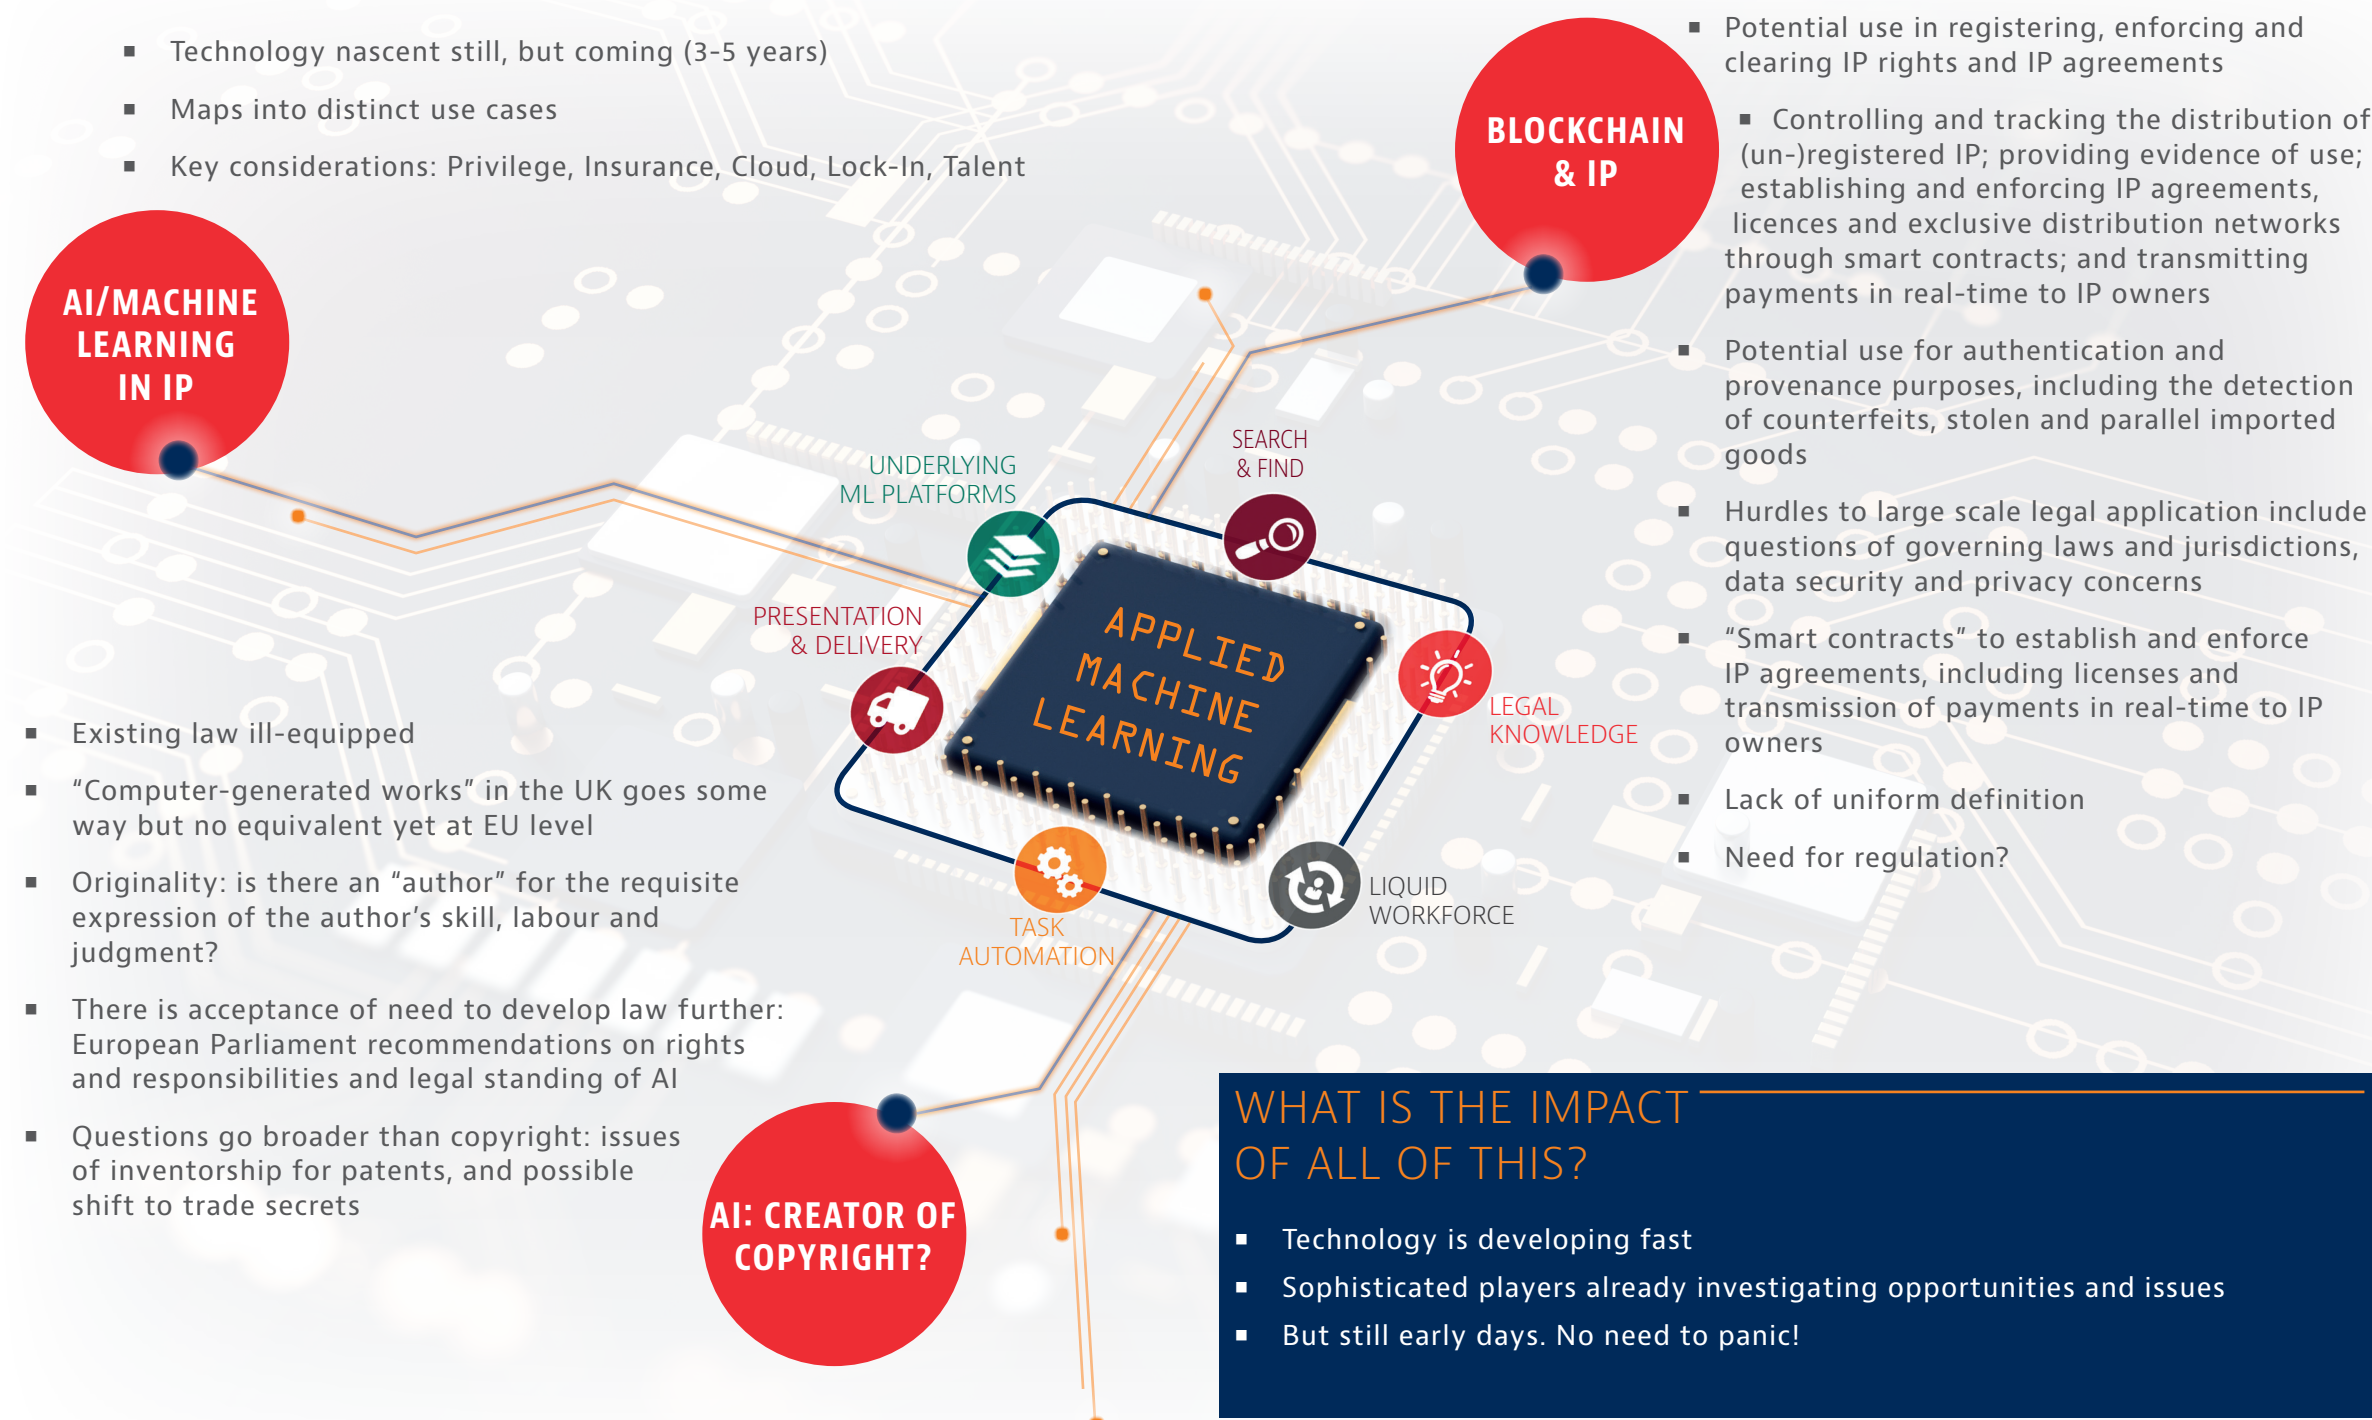 ▪ Technology nascent still, but coming (3-5 years)
▪ Maps into distinct use cases
▪ Key considerations: Privilege, Insurance, Cloud, Lock-In, Talent
AI/MACHINE
LEARNING
IN IP
BLOCKCHAIN
& IP
▪ Potential use in registering, enforcing and
clearing IP rights and IP agreements
▪ Controlling and tracking the distribution of
(un-)registered IP; providing evidence of use;
establishing and enforcing IP agreements,
licences and exclusive distribution networks
through smart contracts; and transmitting
payments in real-time to IP owners
▪ Potential use for authentication and
provenance purposes, including the detection
of counterfeits, stolen and parallel imported
goods
▪ Hurdles to large scale legal application include
questions of governing laws and jurisdictions,
data security and privacy concerns
▪ “Smart contracts” to establish and enforce
IP agreements, including licenses and
transmission of payments in real-time to IP
owners
▪ Lack of uniform definition
▪ Need for regulation?
UNDERLYING
ML PLATFORMS
SEARCH
& FIND
PRESENTATION
& DELIVERY
APPLIED
MACHINE
LEARNING
LEGAL
KNOWLEDGE
LIQUID
WORKFORCE
TASK
AUTOMATION
▪ Existing law ill-equipped
▪ “Computer-generated works” in the UK goes some
way but no equivalent yet at EU level
▪ Originality: is there an “author” for the requisite
expression of the author’s skill, labour and
judgment?
▪ There is acceptance of need to develop law further:
European Parliament recommendations on rights
and responsibilities and legal standing of AI
▪ Questions go broader than copyright: issues
of inventorship for patents, and possible
shift to trade secrets
AI: CREATOR OF
COPYRIGHT?
WHAT IS THE IMPACT
OF ALL OF THIS?
▪ Technology is developing fast
▪ Sophisticated players already investigating opportunities and issues
▪ But still early days. No need to panic!